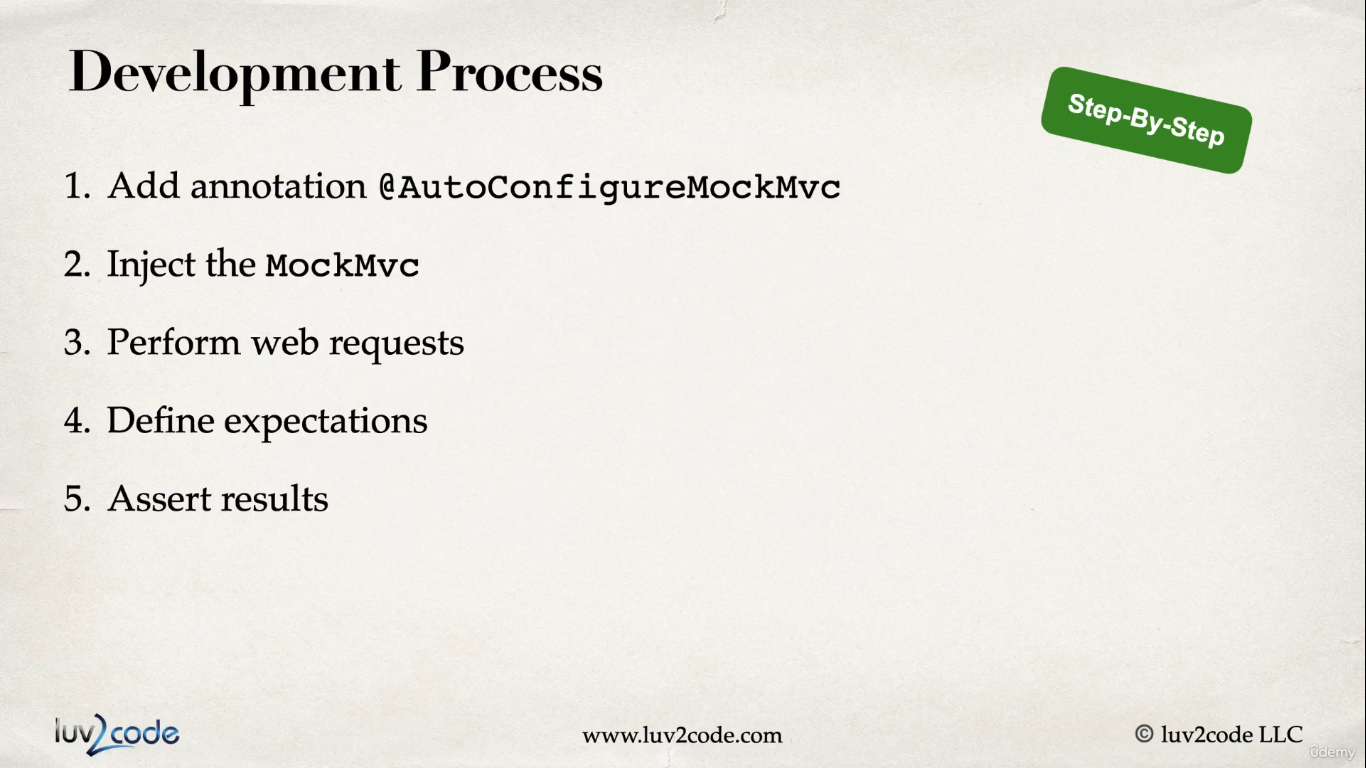 Development Process
Step-By-Step
1. Add annotation @AutoConfigureMockMvc
2. Inject the MockMvc
3. Perform web requests
4. Define expectations
5. Assert results
luv2code
www.luv2code.com
© luv2code LLC
ûdemy